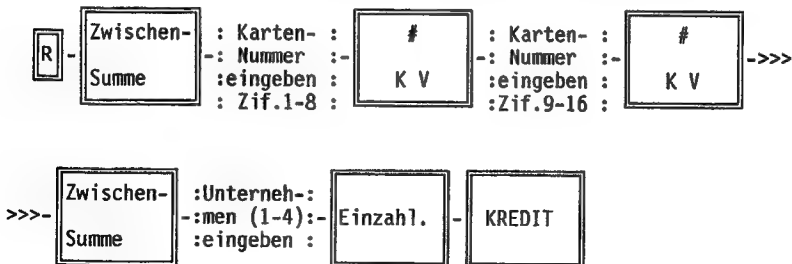 Zwischen- : Karten- : # : Karten- : #
R - -: Nummer :- -: Nummer :- ->>>
Summe :eingeben : K V :eingeben : K V
: Zif.1-8 : :Zif.9-16 :
Zwischen- :Unterneh-:
>>>- -:men (1-4):- Einzahl. - KREDIT
Summe :eingeben :